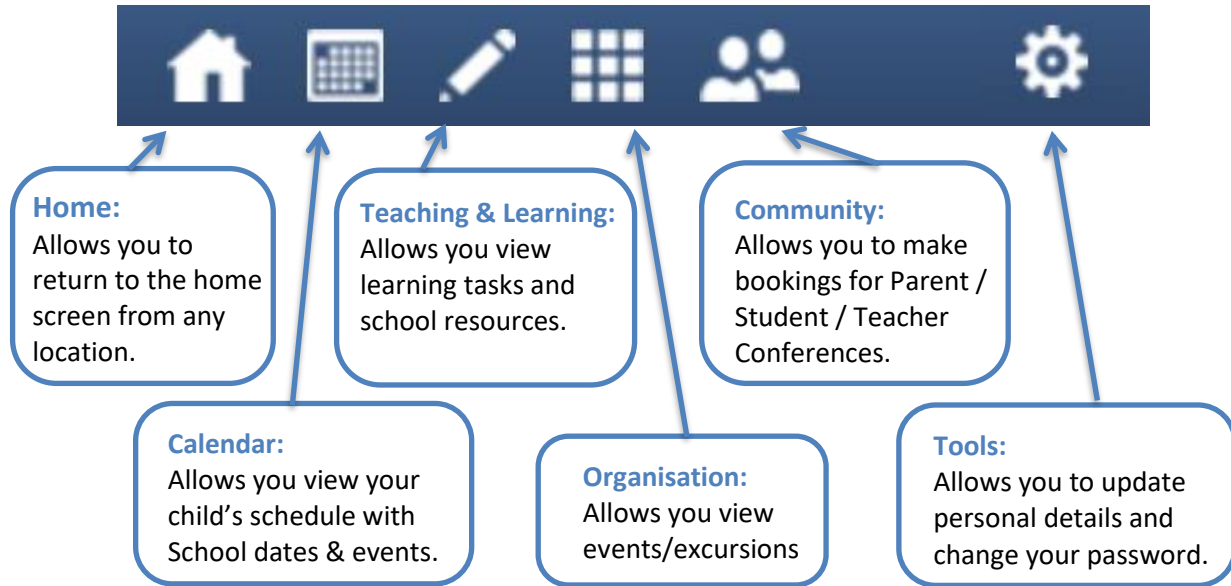 Home:
Allows you to
return to the home
screen from any
location.
Teaching & Learning:
Allows you view
learning tasks and
school resources.
Community:
Allows you to make
bookings for Parent /
Student / Teacher
Conferences.
Calendar:
Allows you view your
child's schedule with
School dates & events.
Organisation:
Allows you view
events/excursions
Tools:
Allows you to update
personal details and
change your password.